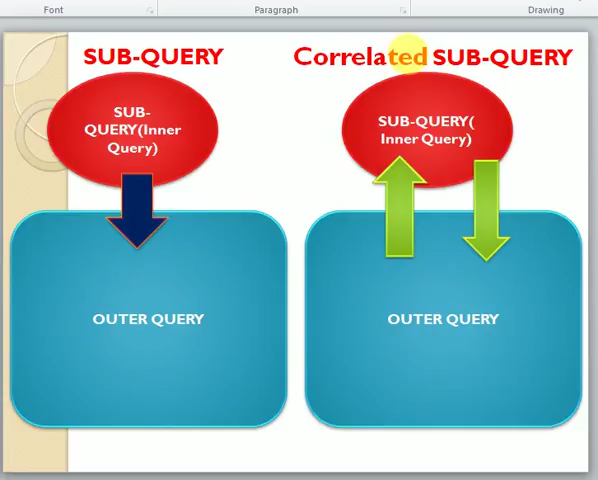 Font
Paragraph
Drawing
SUB-QUERY
Correlated SUB-QUERY
SUB-
QUERY(Inner
Query)
SUB-QUERY(
Inner Query)
OUTER QUERY
OUTER QUERY